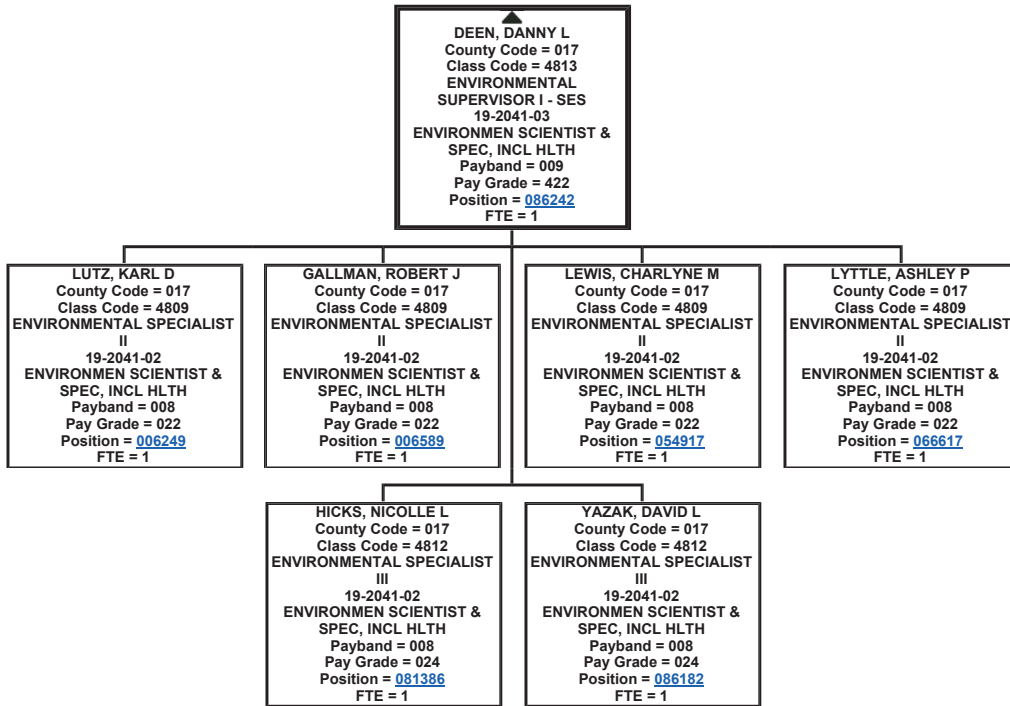 DEEN, DANNY L
County Code = 017
Class Code = 4813
ENVIRONMENTAL
SUPERVISOR I - SES
19-2041-03
ENVIRONMEN SCIENTIST &
SPEC, INCL HLTH
Payband = 009
Pay Grade = 422
Position = 086242
FTE = 1
LUTZ, KARL D
County Code = 017
Class Code = 4809
ENVIRONMENTAL SPECIALIST
II
19-2041-02
ENVIRONMEN SCIENTIST &
SPEC, INCL HLTH
Payband = 008
Pay Grade = 022
Position = 006249
FTE = 1
GALLMAN, ROBERT J
County Code = 017
Class Code = 4809
ENVIRONMENTAL SPECIALIST
II
19-2041-02
ENVIRONMEN SCIENTIST &
SPEC, INCL HLTH
Payband = 008
Pay Grade = 022
Position = 006589
FTE = 1
LEWIS, CHARLYNE M
County Code = 017
Class Code = 4809
ENVIRONMENTAL SPECIALIST
II
19-2041-02
ENVIRONMEN SCIENTIST &
SPEC, INCL HLTH
Payband = 008
Pay Grade = 022
Position = 054917
FTE = 1
LYTTLE, ASHLEY P
County Code = 017
Class Code = 4809
ENVIRONMENTAL SPECIALIST
II
19-2041-02
ENVIRONMEN SCIENTIST &
SPEC, INCL HLTH
Payband = 008
Pay Grade = 022
Position = 066617
FTE = 1
HICKS, NICOLLE L
County Code = 017
Class Code = 4812
ENVIRONMENTAL SPECIALIST
III
19-2041-02
ENVIRONMEN SCIENTIST &
SPEC, INCL HLTH
Payband = 008
Pay Grade = 024
Position = 081386
FTE = 1
YAZAK, DAVID L
County Code = 017
Class Code = 4812
ENVIRONMENTAL SPECIALIST
III
19-2041-02
ENVIRONMEN SCIENTIST &
SPEC, INCL HLTH
Payband = 008
Pay Grade = 024
Position = 086182
FTE = 1